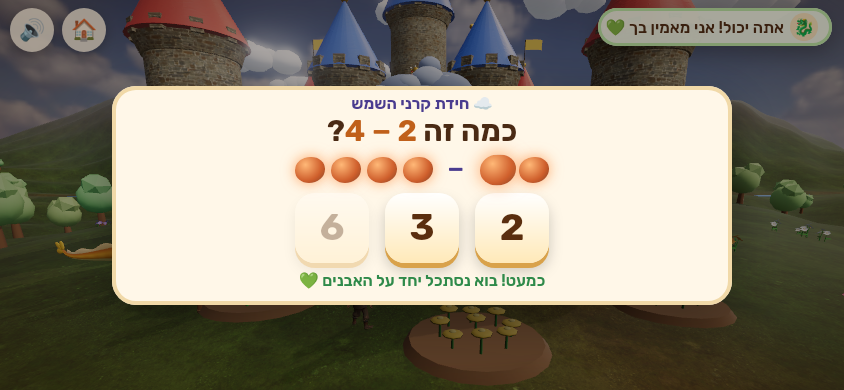 אתה יכול! אני מאמין בך 💚
☁️ חידת קרני השמש
כמה זה 2 – 4?
–
2 3 6
כמעט! בוא נסתכל יחד על האבנים 💚